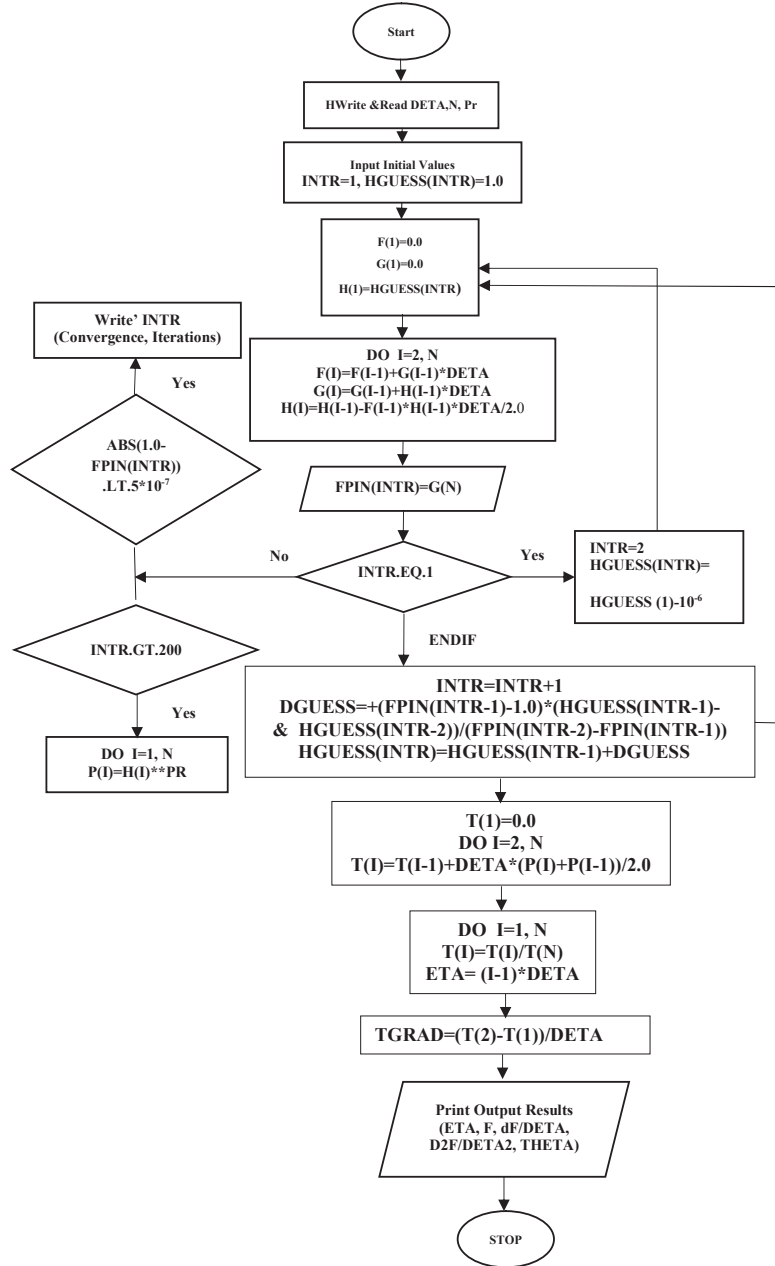 Start
HWrite &Read DETA,N, Pr
Input Initial Values
INTR=1, HGUESS(INTR)=1.0
F(1)=0.0
G(1)=0.0
H(1)=HGUESS(INTR)
Write’ INTR
(Convergence, Iterations)
Yes
DO I=2, N
F(I)=F(I-1)+G(I-1)*DETA
G(I)=G(I-1)+H(I-1)*DETA
H(I)=H(I-1)-F(I-1)*H(I-1)*DETA/2.0
ABS(1.0-
FPIN(INTR))
.LT.5*10⁻⁷
FPIN(INTR)=G(N)
No
INTR.EQ.1
Yes
INTR=2
HGUESS(INTR)=
HGUESS (1)-10⁻⁶
INTR.GT.200
ENDIF
Yes
DO I=1, N
P(I)=H(I)**PR
INTR=INTR+1
DGUESS=+(FPIN(INTR-1)-1.0)*(HGUESS(INTR-1)-
& HGUESS(INTR-2))/(FPIN(INTR-2)-FPIN(INTR-1))
HGUESS(INTR)=HGUESS(INTR-1)+DGUESS
T(1)=0.0
DO I=2, N
T(I)=T(I-1)+DETA*(P(I)+P(I-1))/2.0
DO I=1, N
T(I)=T(I)/T(N)
ETA= (I-1)*DETA
TGRAD=(T(2)-T(1))/DETA
Print Output Results
(ETA, F, dF/DETA,
D2F/DETA2, THETA)
STOP